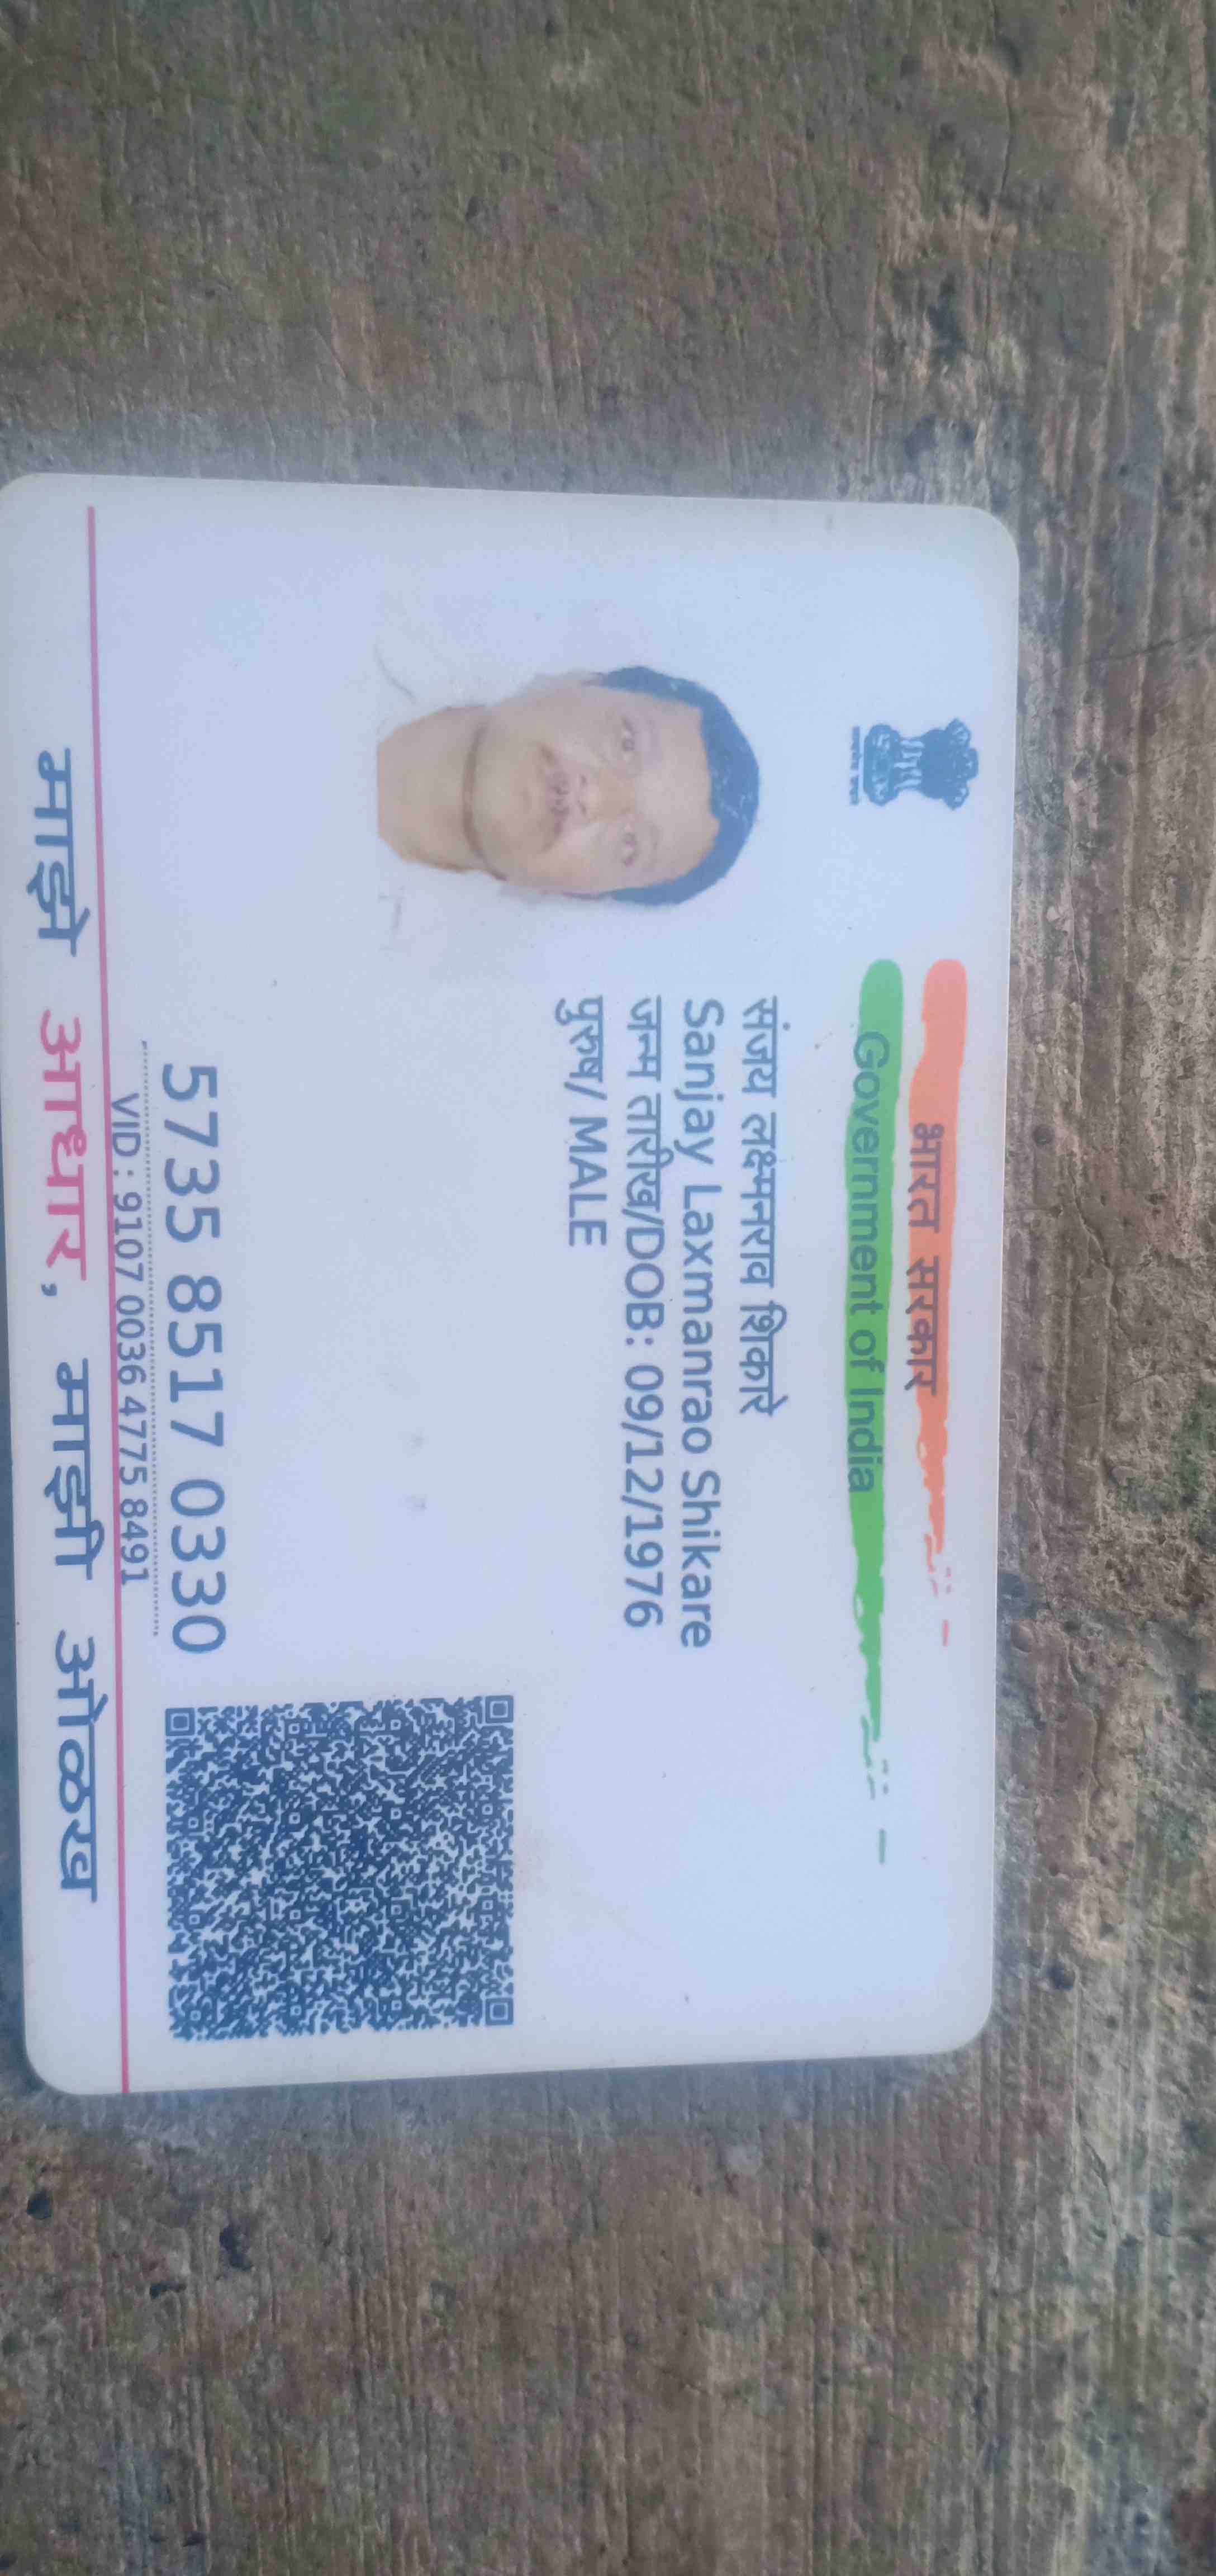 भारत सरकार
Government of India
संजय लक्ष्मनराव शिकारे
Sanjay Laxmanrao Shikare
जन्म तारीख/DOB: 09/12/1976
पुरुष/ MALE
5735 8517 0330
VID : 9107 0036 4775 8491
माझे आधार, माझी ओळख